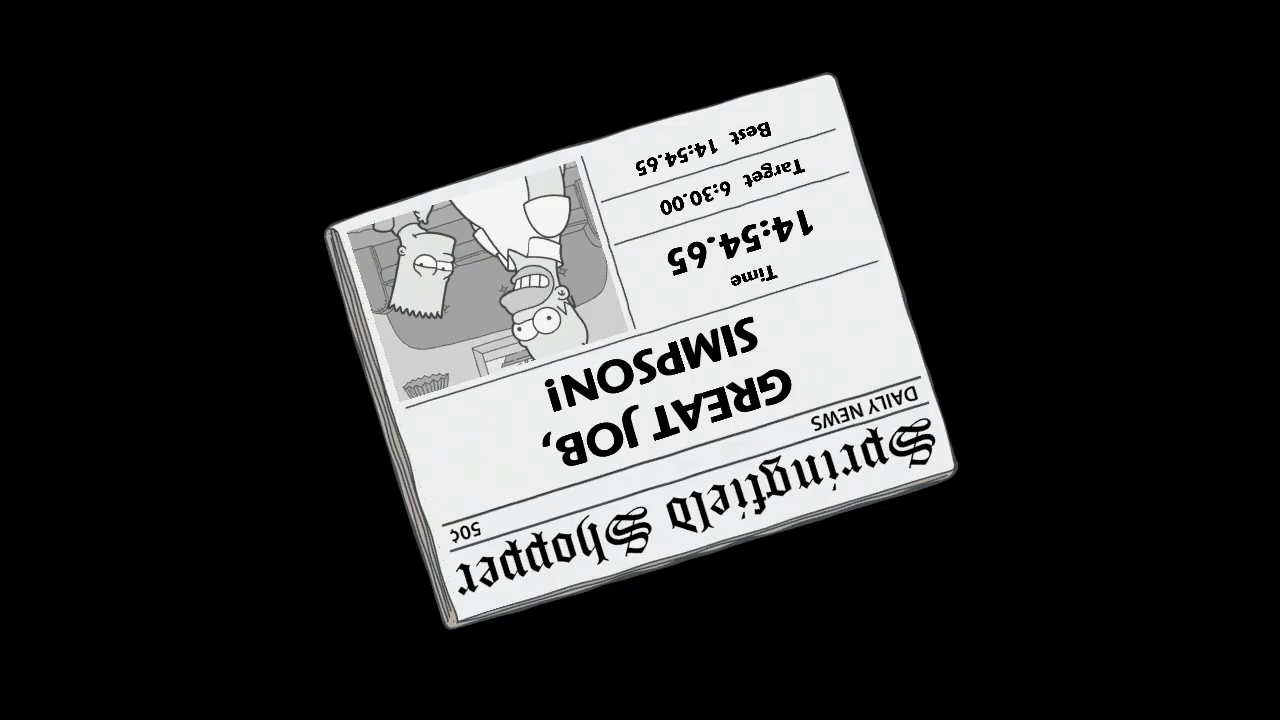 Springfield Shopper
DAILY NEWS 50¢
GREAT JOB,
SIMPSON!
Time
14:54.65
Target 6:30.00
Best 14:54.65